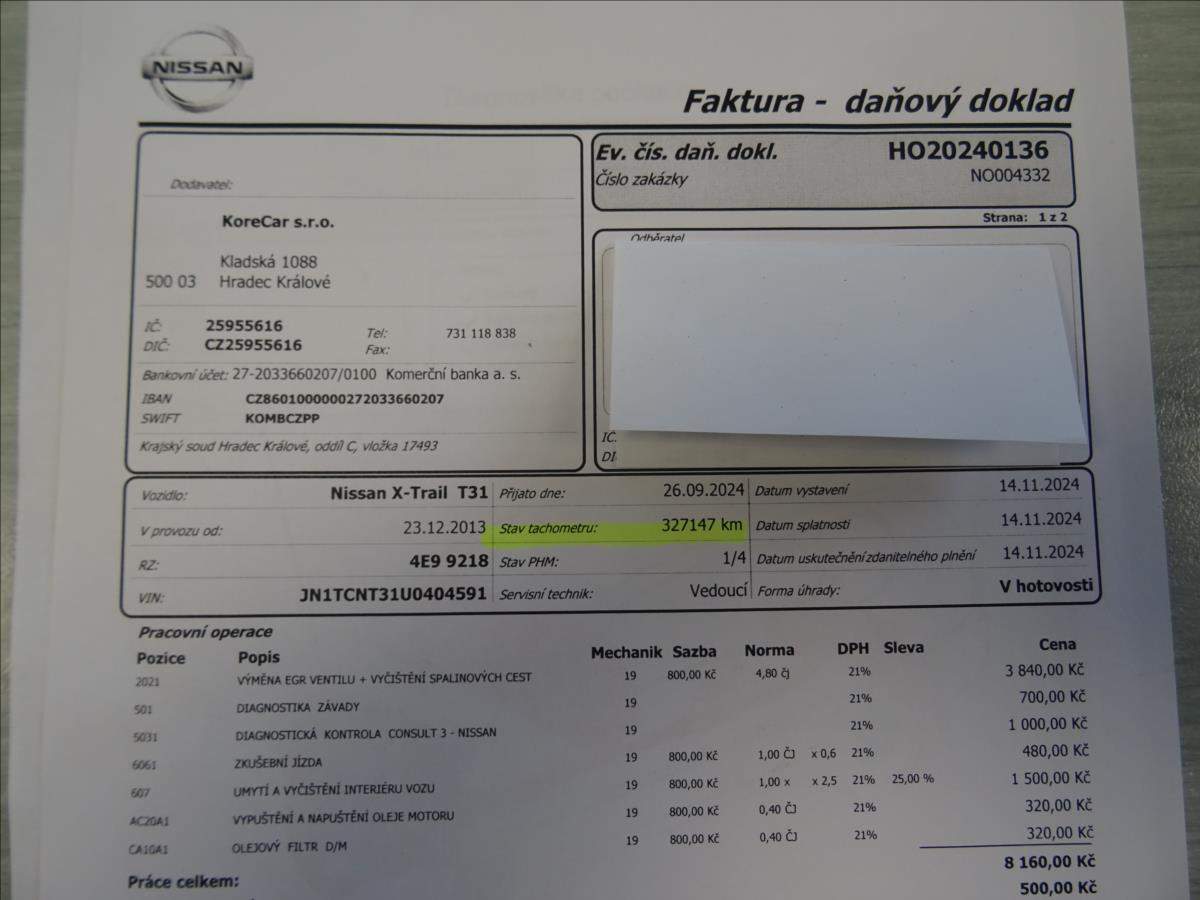 NISSAN
Faktura - daňový doklad
Dodavatel:
KoreCar s.r.o.
Kladská 1088
500 03 Hradec Králové
IČ: 25955616
DIČ: CZ25955616
Tel: 731 118 838
Fax:
Bankovní účet: 27-2033660207/0100 Komerční banka a. s.
IBAN CZ8601000000272033660207
SWIFT KOMBCZPP
Krajský soud Hradec Králové, oddíl C, vložka 17493
Ev. čís. daň. dokl. HO20240136
Číslo zakázky NO004332
Strana: 1 z 2
Odběratel
IČ:
DI
Vozidlo: Nissan X-Trail T31 Přijato dne: 26.09.2024 Datum vystavení 14.11.2024
V provozu od: 23.12.2013 Stav tachometru: 327147 km Datum splatnosti 14.11.2024
RZ: 4E9 9218 Stav PHM: 1/4 Datum uskutečnění zdanitelného plnění 14.11.2024
VIN: JN1TCNT31U0404591 Servisní technik: Vedoucí Forma úhrady: V hotovosti
Pracovní operace
Pozice Popis Mechanik Sazba Norma DPH Sleva Cena
2021 VÝMĚNA EGR VENTILU + VYČIŠTĚNÍ SPALINOVÝCH CEST 19 800,00 Kč 4,80 čj 21% 3 840,00 Kč
501 DIAGNOSTIKA ZÁVADY 19 21% 700,00 Kč
5031 DIAGNOSTICKÁ KONTROLA CONSULT 3 - NISSAN 19 21% 1 000,00 Kč
6061 ZKUŠEBNÍ JÍZDA 19 800,00 Kč 1,00 ČJ x 0,6 21% 480,00 Kč
607 UMYTÍ A VYČIŠTĚNÍ INTERIÉRU VOZU 19 800,00 Kč 1,00 x x 2,5 21% 25,00 % 1 500,00 Kč
AC20A1 VYPUŠTĚNÍ A NAPUŠTĚNÍ OLEJE MOTORU 19 800,00 Kč 0,40 ČJ 21% 320,00 Kč
CA10A1 OLEJOVÝ FILTR D/M 19 800,00 Kč 0,40 ČJ 21% 320,00 Kč
Práce celkem: 8 160,00 Kč
500,00 Kč